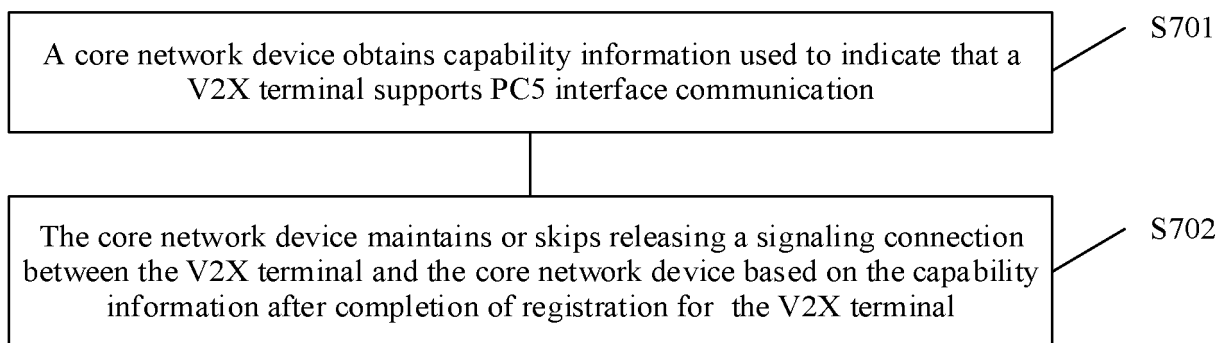 A core network device obtains capability information used to indicate that a
V2X terminal supports PC5 interface communication
S701
The core network device maintains or skips releasing a signaling connection
between the V2X terminal and the core network device based on the capability
information after completion of registration for the V2X terminal
S702